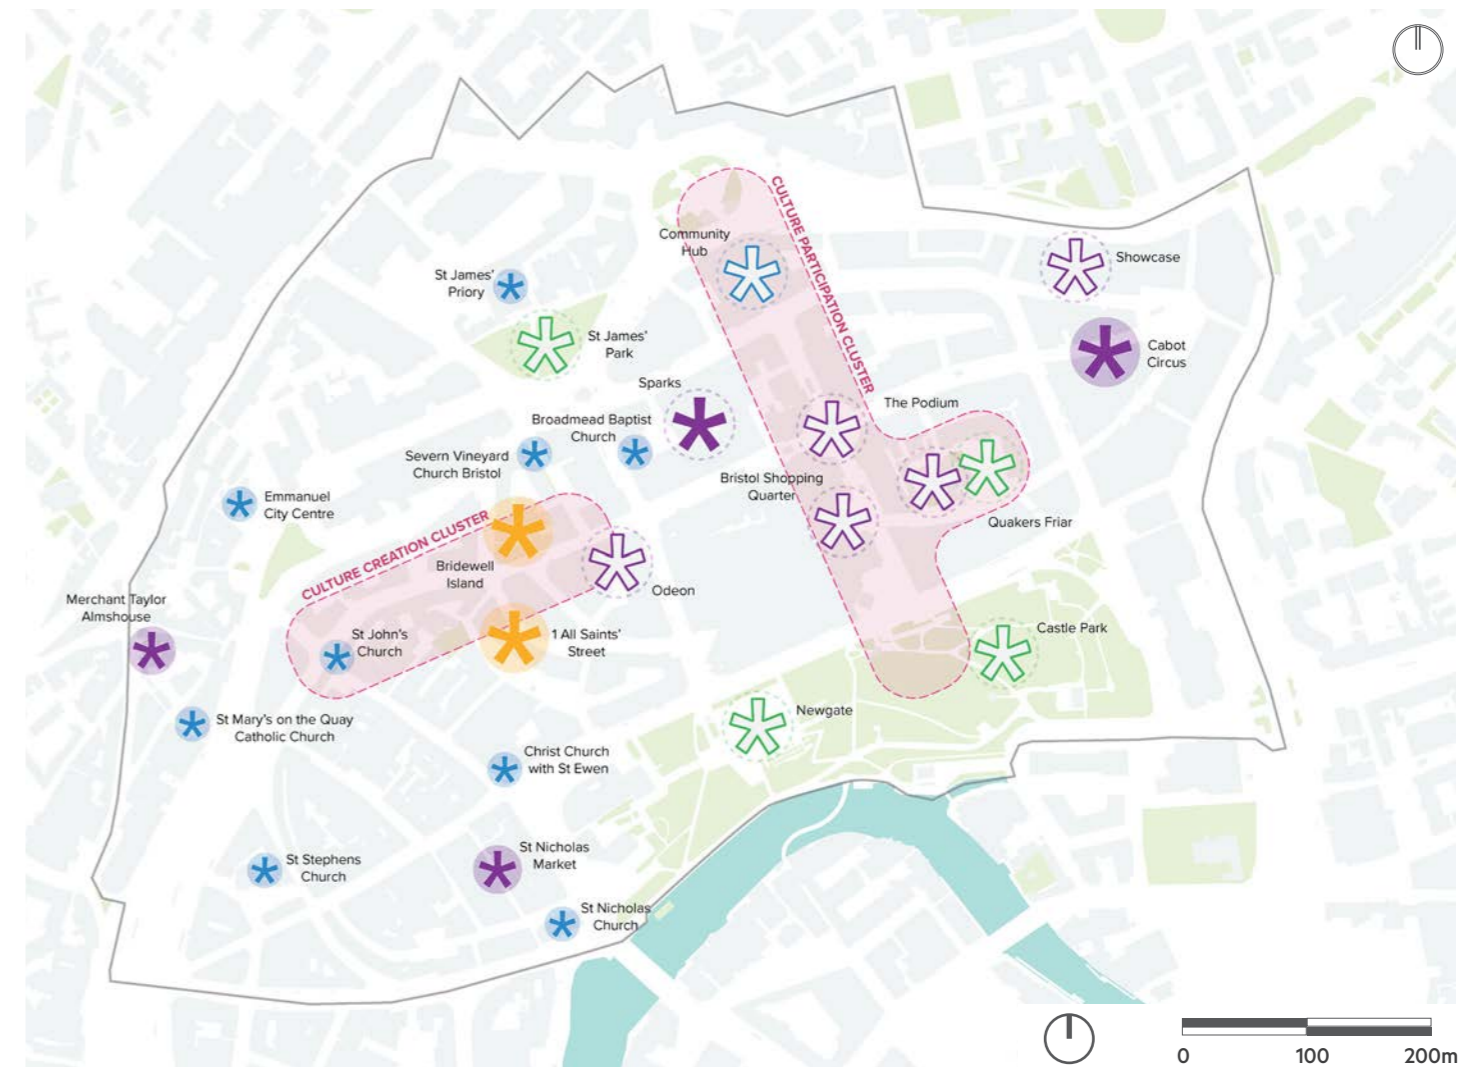 CULTURE PARTICIPATION CLUSTER
Community
Hub
Showcase
St James'
Priory
St James'
Park
Cabot
Circus
Sparks
The Podium
Broadmead Baptist
Church
Severn Vineyard
Church Bristol
Bristol Shopping
Quarter
Emmanuel
City Centre
Quakers Friar
CULTURE CREATION CLUSTER
Bridewell
Island
Odeon
Merchant Taylor
Almshouse
St John's
Church
1 All Saints'
Street
Castle Park
St Mary's on the Quay
Catholic Church
Newgate
Christ Church
with St Ewen
St Stephens
Church
St Nicholas
Market
St Nicholas
Church
0 100 200m